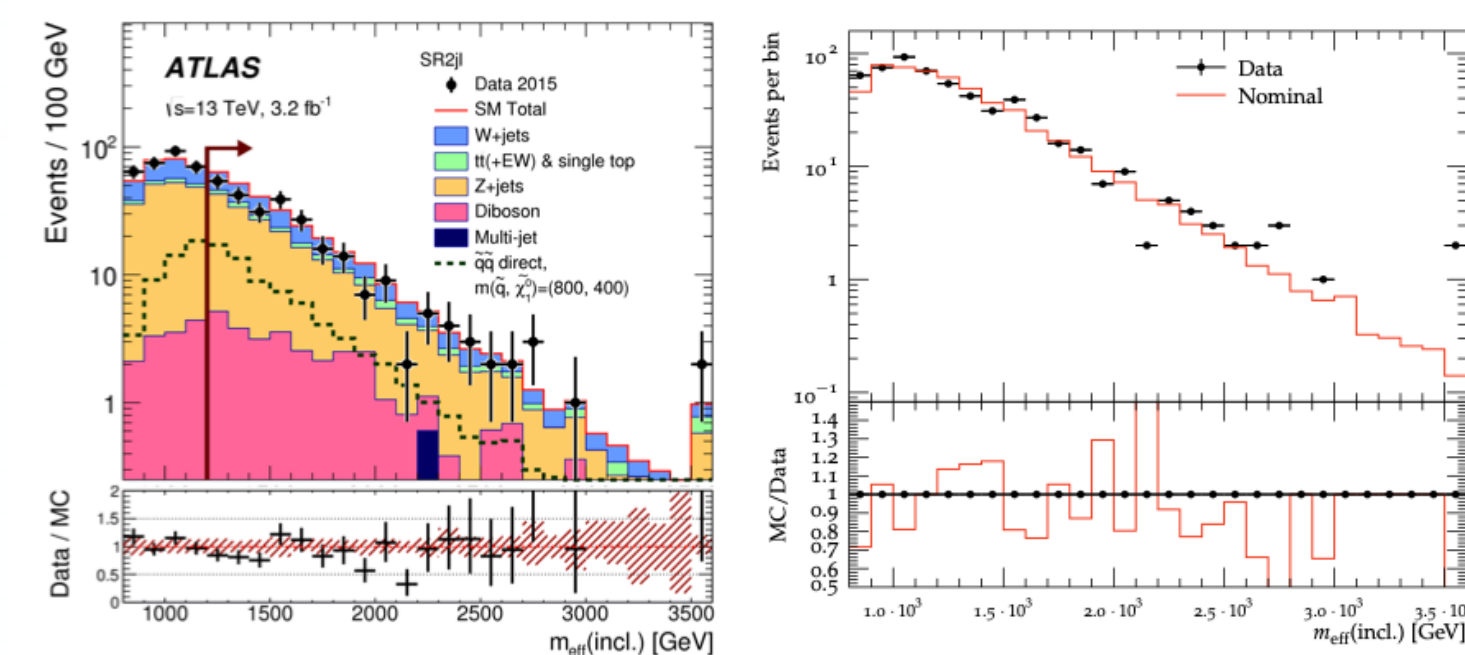 Events / 100 GeV
10²
10
1
ATLAS
√s=13 TeV, 3.2 fb⁻¹
SR2jl
Data 2015
SM Total
W+jets
tt(+EW) & single top
Z+jets
Diboson
Multi-jet
q̃q̃ direct,
m(q̃, χ̃₁⁰)=(800, 400)
Data / MC
2
1.5
1
0.5
0
1000 1500 2000 2500 3000 3500
m_eff(incl.) [GeV]
Events per bin
10²
10¹
1
10⁻¹
Data
Nominal
MC/Data
1.4
1.3
1.2
1.1
1
0.9
0.8
0.7
0.6
0.5
1.0 · 10³ 1.5 · 10³ 2.0 · 10³ 2.5 · 10³ 3.0 · 10³ 3.5 · 10
m_eff(incl.) [GeV]